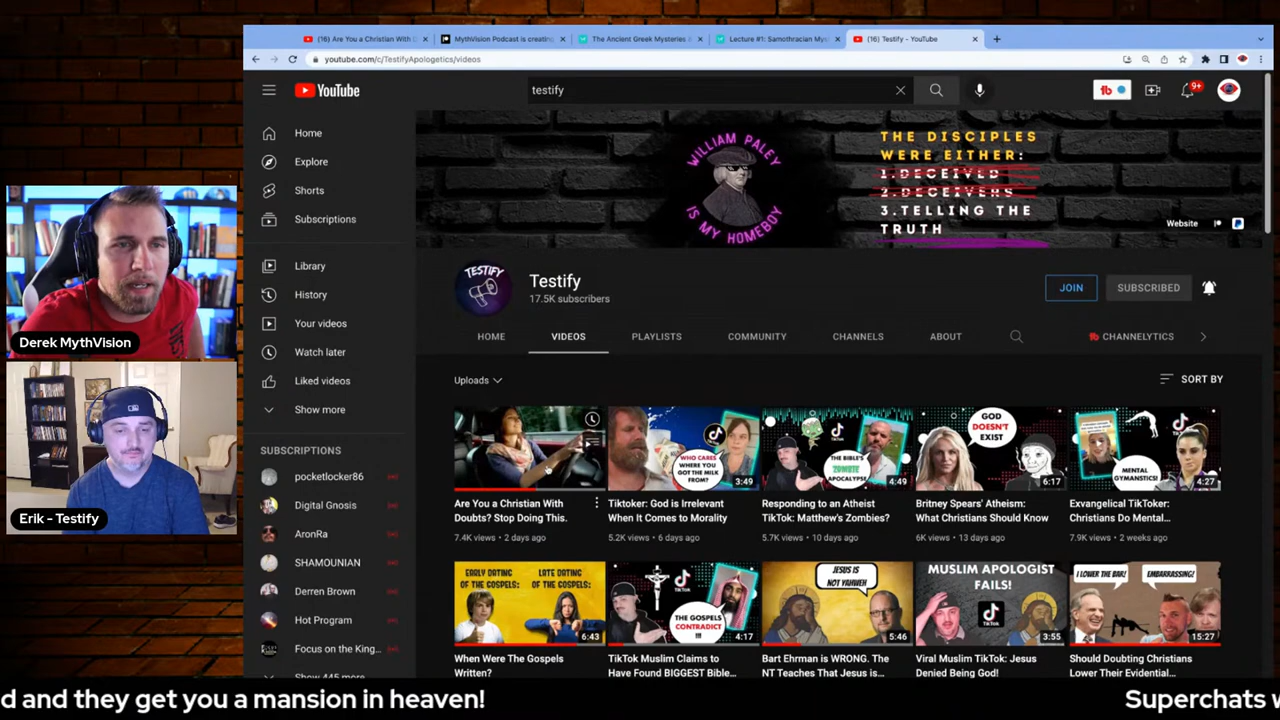 (16) Are You a Christian With
MythVision Podcast is creating
The Ancient Greek Mysteries
Lecture #1: Samothracian Mys
(16) Testify - YouTube
youtube.com/c/TestifyApologetics/videos
YouTube
testify
tb
9+
Home
Explore
Shorts
Subscriptions
Library
History
Your videos
Watch later
Liked videos
Show more
SUBSCRIPTIONS
pocketlocker86
Digital Gnosis
AronRa
SHAMOUNIAN
Derren Brown
Hot Program
Focus on the King...
Show 445 more
WILLIAM PALEY
IS MY HOMEBOY
THE DISCIPLES
WERE EITHER:
1. DECEIVED
2. DECEIVERS
3. TELLING THE
TRUTH
Website
TESTIFY
Testify
17.5K subscribers
JOIN
SUBSCRIBED
HOME
VIDEOS
PLAYLISTS
COMMUNITY
CHANNELS
ABOUT
tb CHANNELYTICS
Uploads
SORT BY
WHO CARES
WHERE YOU
GOT THE MILK
FROM?
3:49
THE BIBLE'S
ZOMBIE
APOCALYPSE
4:49
GOD
DOESN'T
EXIST
6:17
MENTAL
GYMANSTICS!
4:27
Are You a Christian With
Doubts? Stop Doing This.
7.4K views • 2 days ago
Tiktoker: God is Irrelevant
When It Comes to Morality
5.2K views • 6 days ago
Responding to an Atheist
TikTok: Matthew's Zombies?
5.7K views • 10 days ago
Britney Spears' Atheism:
What Christians Should Know
6K views • 13 days ago
Exvangelical TikToker:
Christians Do Mental...
7.9K views • 2 weeks ago
EARLY DATING
OF THE GOSPELS:
LATE DATING
OF THE GOSPELS:
6:43
TikTok
THE GOSPELS
CONTRADICT
!!!
4:17
JESUS IS
NOT YAHWEH
5:46
MUSLIM APOLOGIST
FAILS!
3:55
I LOWER THE BAR!
EMBARRASSING!
15:27
When Were The Gospels
Written?
TikTok Muslim Claims to
Have Found BIGGEST Bible...
Bart Ehrman is WRONG. The
NT Teaches That Jesus is...
Viral Muslim TikTok: Jesus
Denied Being God!
Should Doubting Christians
Lower Their Evidential...
Derek MythVision
Erik - Testify
d and they get you a mansion in heaven!
Superchats